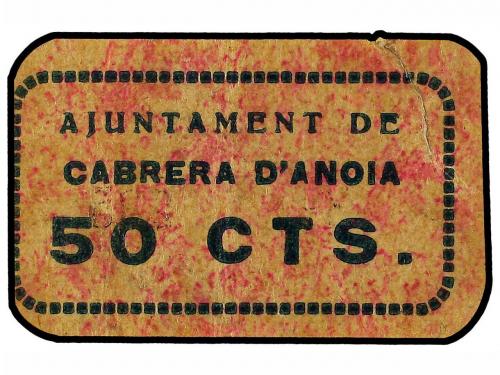 AJUNTAMENT DE
CABRERA D'ANOIA
50 CTS.